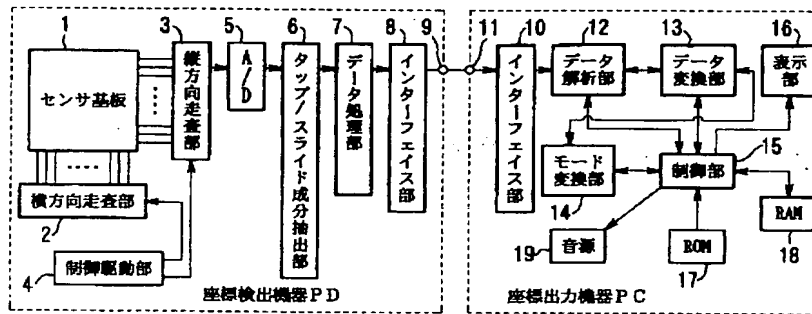 1
センサ基板
横方向走査部
2
制御駆動部
4
3
縦方向走査部
5
A/D
6
タップ/スライド成分抽出部
7
データ処理部
8
インターフェイス部
9
座標検出機器PD
11
10
インターフェイス部
12
データ
解析部
13
データ
変換部
16
表示部
モード
変換部
14
制御部
15
19
音源
ROM
17
RAM
18
座標出力機器PC